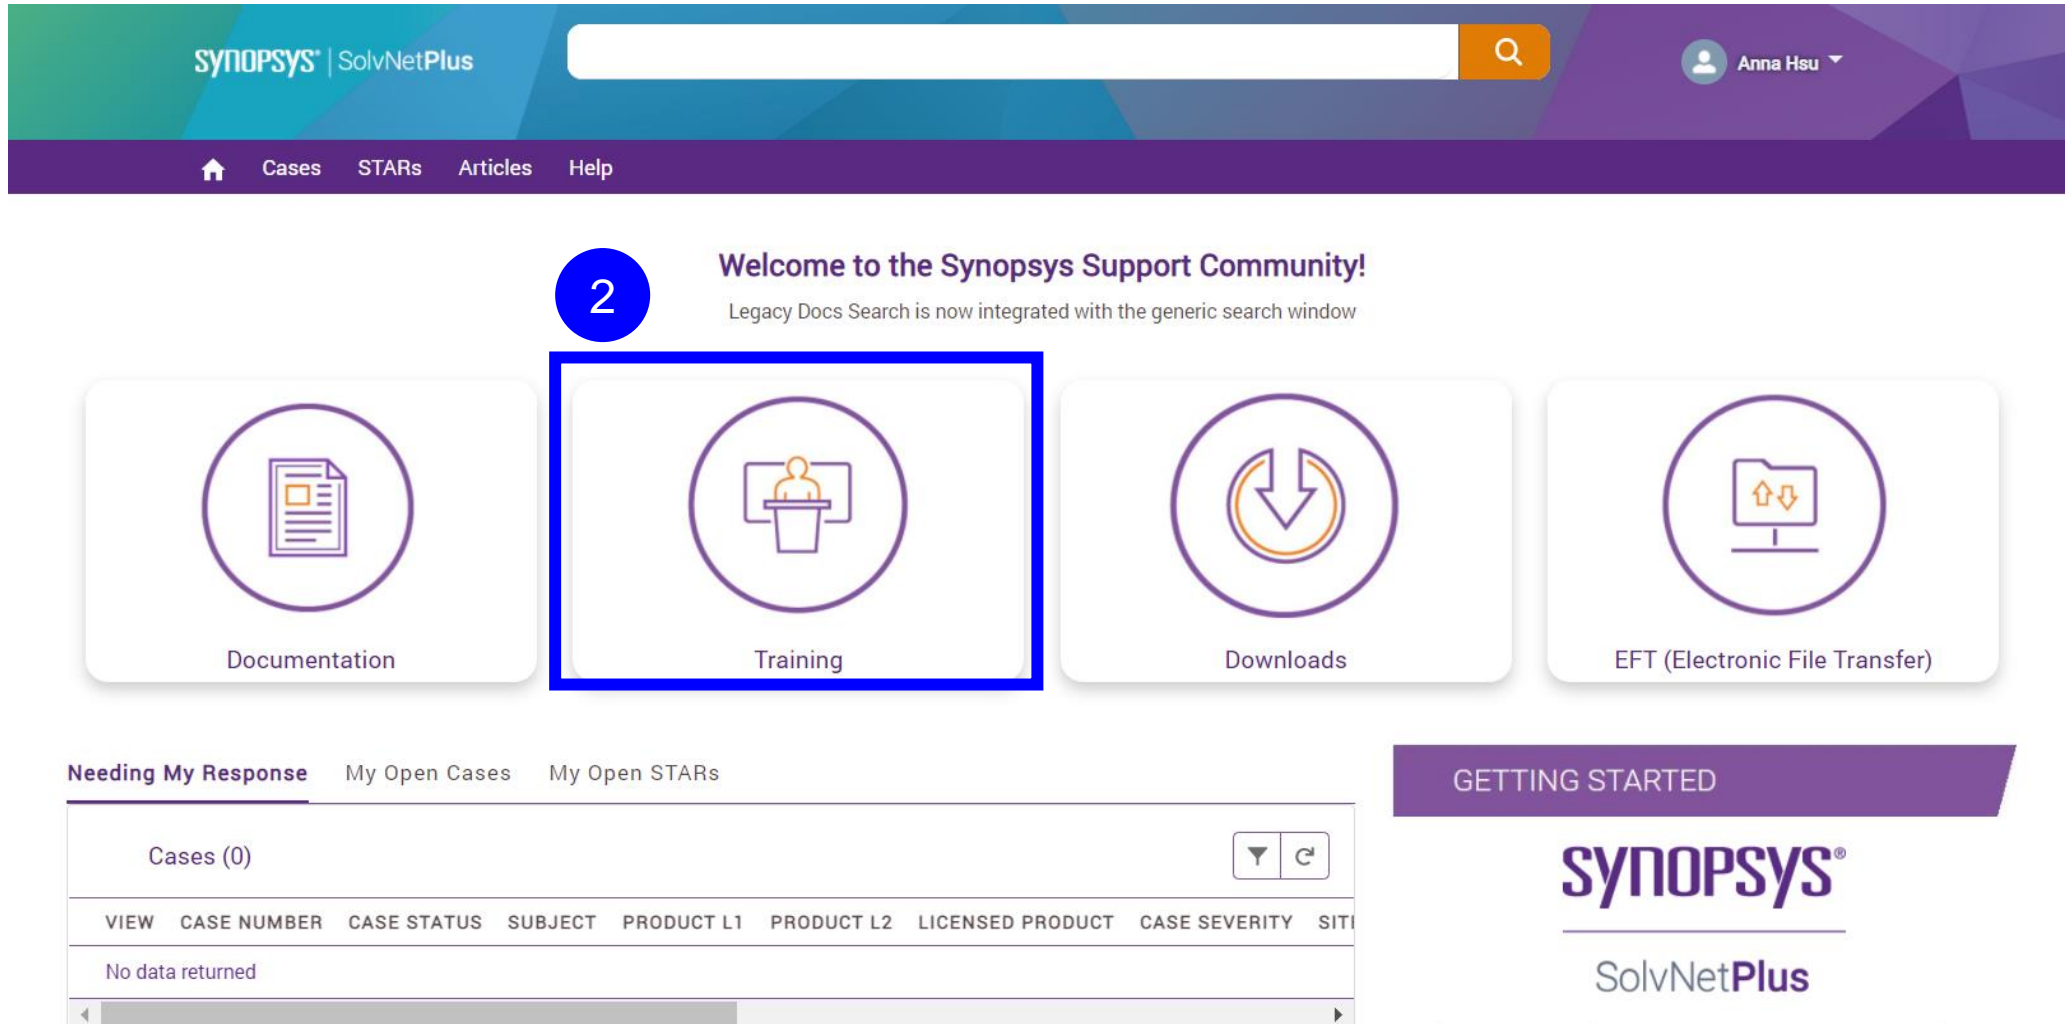 SYNOPSYS® | SolvNetPlus
Anna Hsu
Cases STARs Articles Help
2
Welcome to the Synopsys Support Community!
Legacy Docs Search is now integrated with the generic search window
Documentation
Training
Downloads
EFT (Electronic File Transfer)
Needing My Response My Open Cases My Open STARs
Cases (0)
VIEW CASE NUMBER CASE STATUS SUBJECT PRODUCT L1 PRODUCT L2 LICENSED PRODUCT CASE SEVERITY
No data returned
GETTING STARTED
SYNOPSYS®
SolvNetPlus